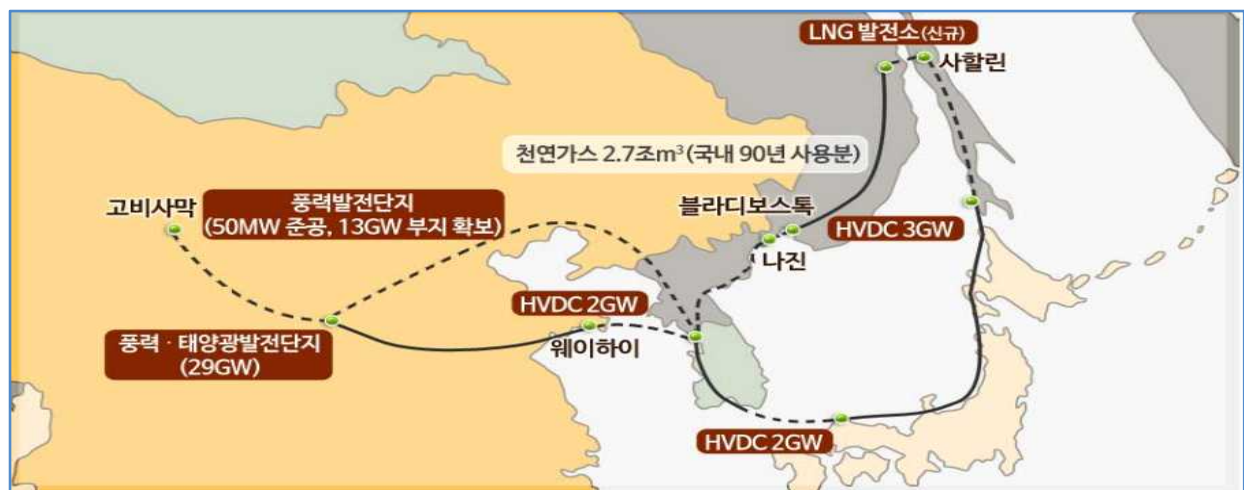 LNG 발전소(신규)
사할린
천연가스 2.7조m³(국내 90년 사용분)
고비사막
풍력발전단지
(50MW 준공, 13GW 부지 확보)
블라디보스톡
HVDC 3GW
나진
HVDC 2GW
웨이하이
풍력 · 태양광발전단지
(29GW)
HVDC 2GW